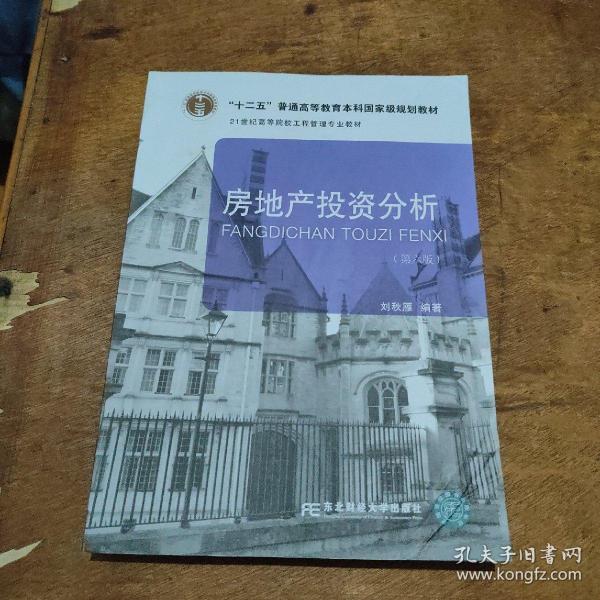 “十二五”普通高等教育本科国家级规划教材
21世纪高等院校工程管理专业教材
房地产投资分析
FANGDICHAN TOUZI FENXI
刘秋雁 编著
东北财经大学出版社
孔夫子旧书网
www.kongfz.com